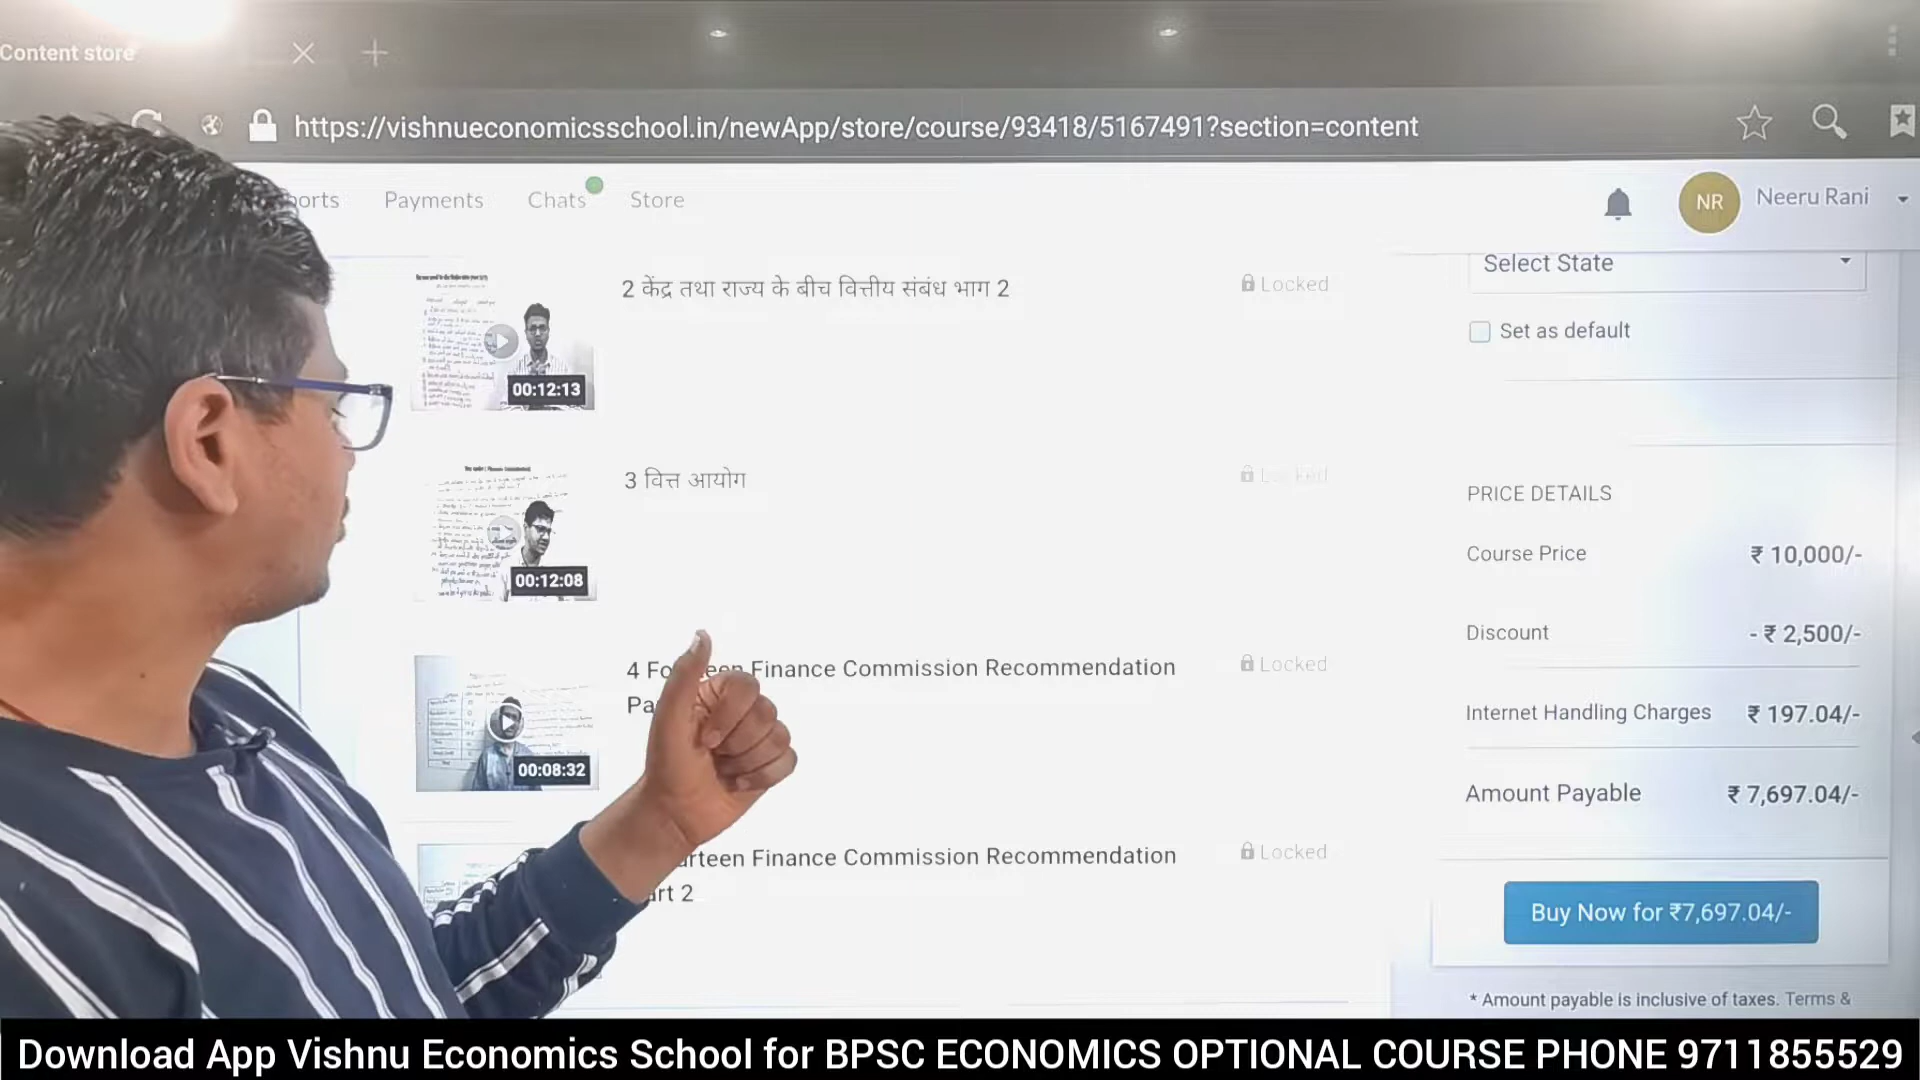 Content store
https://vishnueconomicsschool.in/newApp/store/course/93418/5167491?section=content
Payments Chats Store
NR Neeru Rani
2 केंद्र तथा राज्य के बीच वित्तीय संबंध भाग 2
Locked
00:12:13
3 वित्त आयोग
Locked
00:12:08
4 Finance Commission Recommendation
Locked
00:08:32
Finance Commission Recommendation
2
Locked
Select State
Set as default
PRICE DETAILS
Course Price ₹ 10,000/-
Discount - ₹ 2,500/-
Internet Handling Charges ₹ 197.04/-
Amount Payable ₹ 7,697.04/-
Buy Now for ₹7,697.04/-
* Amount payable is inclusive of taxes. Terms &
Download App Vishnu Economics School for BPSC ECONOMICS OPTIONAL COURSE PHONE 9711855529